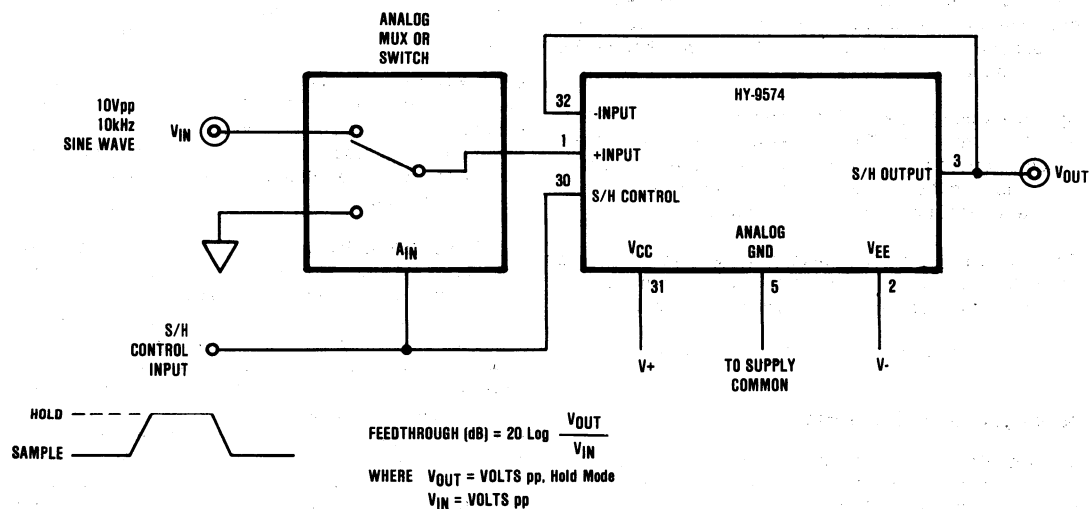 ANALOG
MUX OR
SWITCH
10Vpp
10kHz
SINE WAVE
VIN
AIN
32
1
30
HY-9574
-INPUT
+INPUT
S/H CONTROL
S/H OUTPUT
3
VOUT
VCC
ANALOG
GND
VEE
31
5
2
V+
TO SUPPLY
COMMON
V-
S/H
CONTROL
INPUT
HOLD
SAMPLE
FEEDTHROUGH (dB) = 20 Log VOUT / VIN
WHERE VOUT = VOLTS pp, Hold Mode
VIN = VOLTS pp